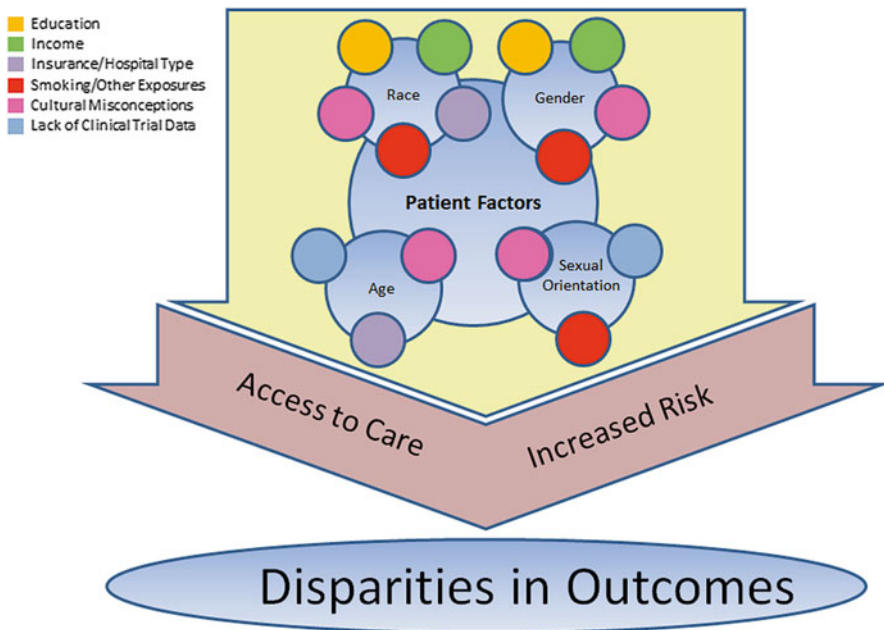 Education
Income
Insurance/Hospital Type
Smoking/Other Exposures
Cultural Misconceptions
Lack of Clinical Trial Data
Race
Gender
Patient Factors
Age
Sexual
Orientation
Access to Care
Increased Risk
Disparities in Outcomes